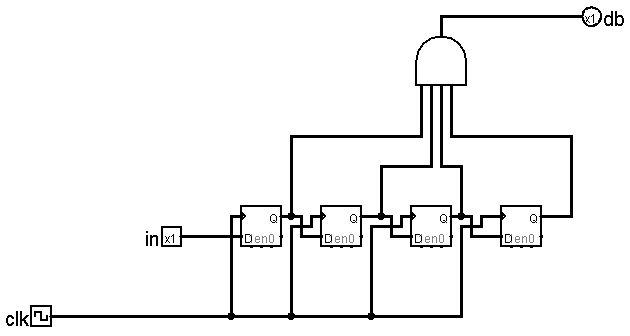 x1 db
Q Q Q Q
in x1 D en0 D en0 D en0 D en0
clk